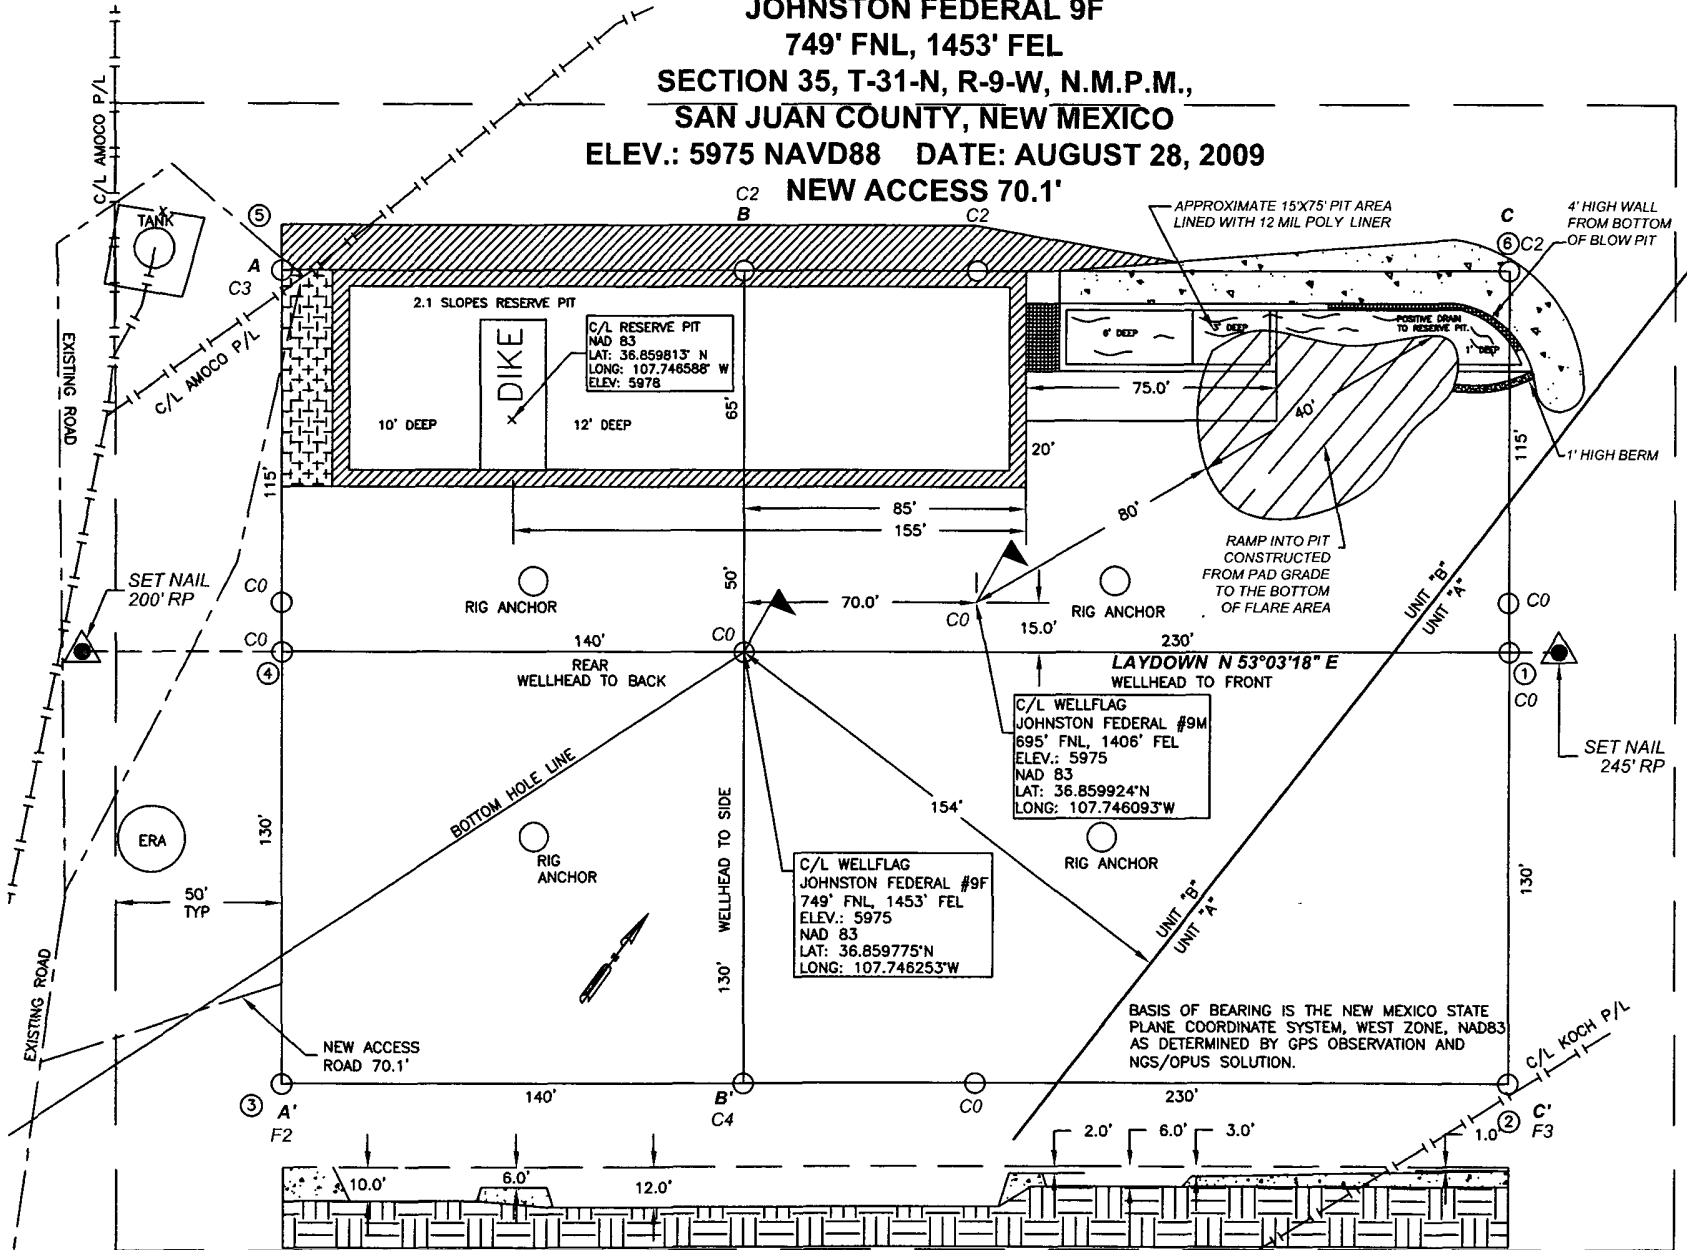 JOHNSTON FEDERAL 9F
749' FNL, 1453' FEL
SECTION 35, T-31-N, R-9-W, N.M.P.M.,
SAN JUAN COUNTY, NEW MEXICO
ELEV.: 5975 NAVD88 DATE: AUGUST 28, 2009
NEW ACCESS 70.1'
C/L AMOCO P/L
TANK
5
A
C3
C2
B
C2
APPROXIMATE 15'X75' PIT AREA
LINED WITH 12 MIL POLY LINER
C
6
C2
4' HIGH WALL
FROM BOTTOM
OF BLOW PIT
EXISTING ROAD
C/L AMOCO P/L
2.1 SLOPES RESERVE PIT
DIKE
C/L RESERVE PIT
NAD 83
LAT: 36.859813° N
LONG: 107.746588° W
ELEV: 5978
10' DEEP
12' DEEP
65'
6' DEEP
3' DEEP
POSITIVE DRAIN
TO RESERVE PIT.
1' DEEP
75.0'
40'
20'
115'
115'
1' HIGH BERM
85'
155'
80'
RAMP INTO PIT
CONSTRUCTED
FROM PAD GRADE
TO THE BOTTOM
OF FLARE AREA
SET NAIL
200' RP
C0
RIG ANCHOR
50'
70.0'
C0
15.0'
RIG ANCHOR
UNIT "B"
UNIT "A"
C0
C0
4
140'
REAR
WELLHEAD TO BACK
C0
230'
LAYDOWN N 53°03'18" E
WELLHEAD TO FRONT
1
C0
SET NAIL
245' RP
C/L WELLFLAG
JOHNSTON FEDERAL #9M
695' FNL, 1406' FEL
ELEV.: 5975
NAD 83
LAT: 36.859924°N
LONG: 107.746093°W
BOTTOM HOLE LINE
WELLHEAD TO SIDE
154'
130'
ERA
RIG
ANCHOR
RIG ANCHOR
C/L WELLFLAG
JOHNSTON FEDERAL #9F
749' FNL, 1453' FEL
ELEV.: 5975
NAD 83
LAT: 36.859775°N
LONG: 107.746253°W
130'
50'
TYP
UNIT "B"
UNIT "A"
130'
EXISTING ROAD
NEW ACCESS
ROAD 70.1'
BASIS OF BEARING IS THE NEW MEXICO STATE
PLANE COORDINATE SYSTEM, WEST ZONE, NAD83
AS DETERMINED BY GPS OBSERVATION AND
NGS/OPUS SOLUTION.
C/L KOCH P/L
3
A'
F2
140'
B'
C4
C0
230'
2
C'
F3
2.0'
6.0'
3.0'
1.0'
10.0'
6.0'
12.0'